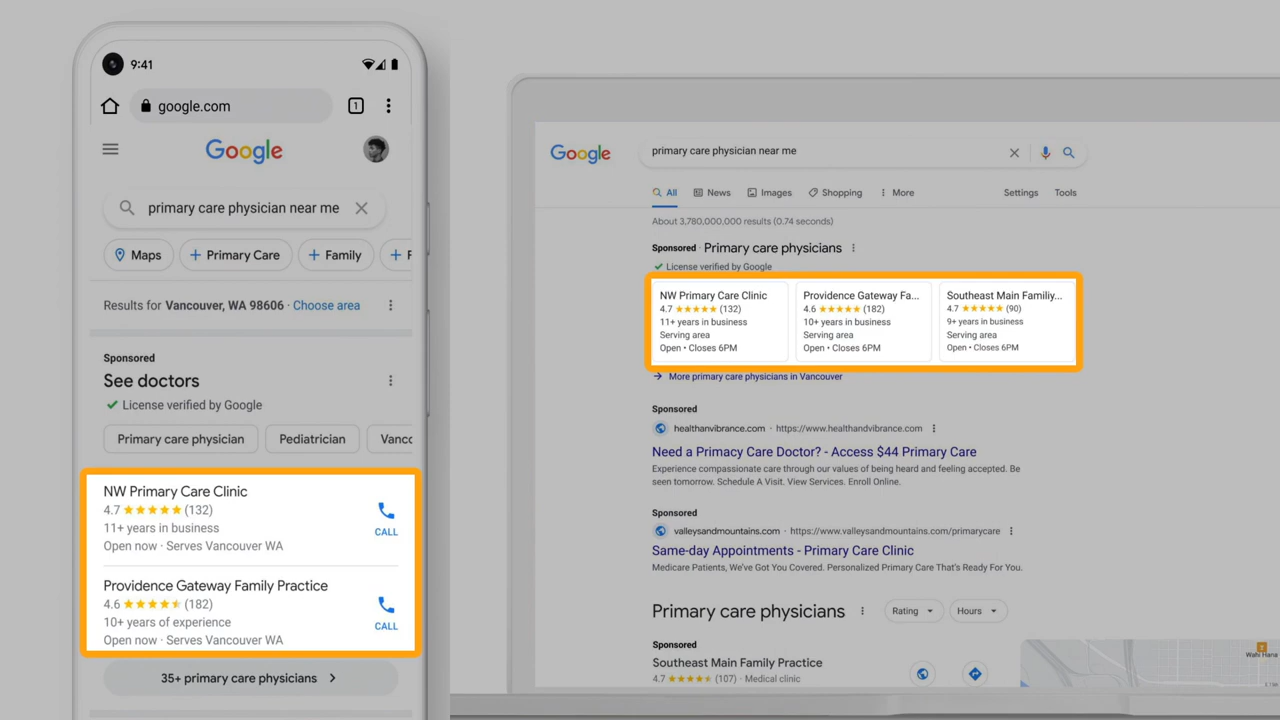 9:41
google.com
1
Google
primary care physician near me
Maps
+ Primary Care
+ Family
+ F
Results for Vancouver, WA 98606 · Choose area
Sponsored
See doctors
License verified by Google
Primary care physician
Pediatrician
Vanco
NW Primary Care Clinic
4.7 ★★★★★ (132)
11+ years in business
Open now · Serves Vancouver WA
CALL
Providence Gateway Family Practice
4.6 ★★★★★ (182)
10+ years of experience
Open now · Serves Vancouver WA
CALL
35+ primary care physicians
Google
primary care physician near me
All
News
Images
Shopping
More
Settings
Tools
About 3,780,000,000 results (0.74 seconds)
Sponsored · Primary care physicians
License verified by Google
NW Primary Care Clinic
4.7 ★★★★★ (132)
11+ years in business
Serving area
Open • Closes 6PM
Providence Gateway Fa...
4.6 ★★★★★ (182)
10+ years in business
Serving area
Open • Closes 6PM
Southeast Main Familiy...
4.7 ★★★★★ (90)
9+ years in business
Serving area
Open • Closes 6PM
→ More primary care physicians in Vancouver
Sponsored
healthanvibrance.com · https://www.healthandvibrance.com
Need a Primacy Care Doctor? - Access $44 Primary Care
Experience compassionate care through our values of being heard and feeling accepted. Be
seen tomorrow. Schedule A Visit. View Services. Enroll Online.
Sponsored
valleysandmountains.com · https://www.valleysandmountains.com/primarycare
Same-day Appointments - Primary Care Clinic
Medicare Patients, We've Got You Covered. Personalized Primary Care That's Ready For You.
Primary care physicians
Rating
Hours
Sponsored
Southeast Main Family Practice
4.7 ★★★★★ (107) · Medical clinic